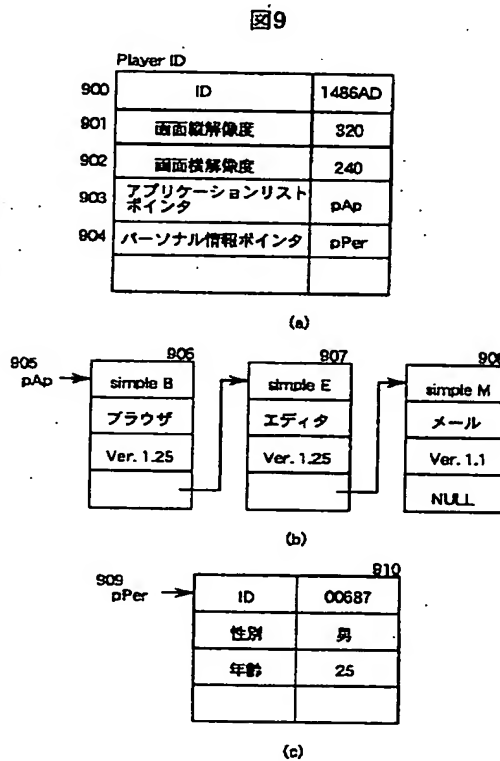 図9
Player ID
900 ID 1486AD
901 画面縦解像度 320
902 画面横解像度 240
903 アプリケーションリスト
ポインタ pAp
904 パーソナル情報ポインタ pPer
(a)
905 906 907 908
pAp simple B simple E simple M
ブラウザ エディタ メール
Ver. 1.25 Ver. 1.25 Ver. 1.1
NULL
(b)
909 910
pPer ID 00687
性別 男
年齢 25
(c)